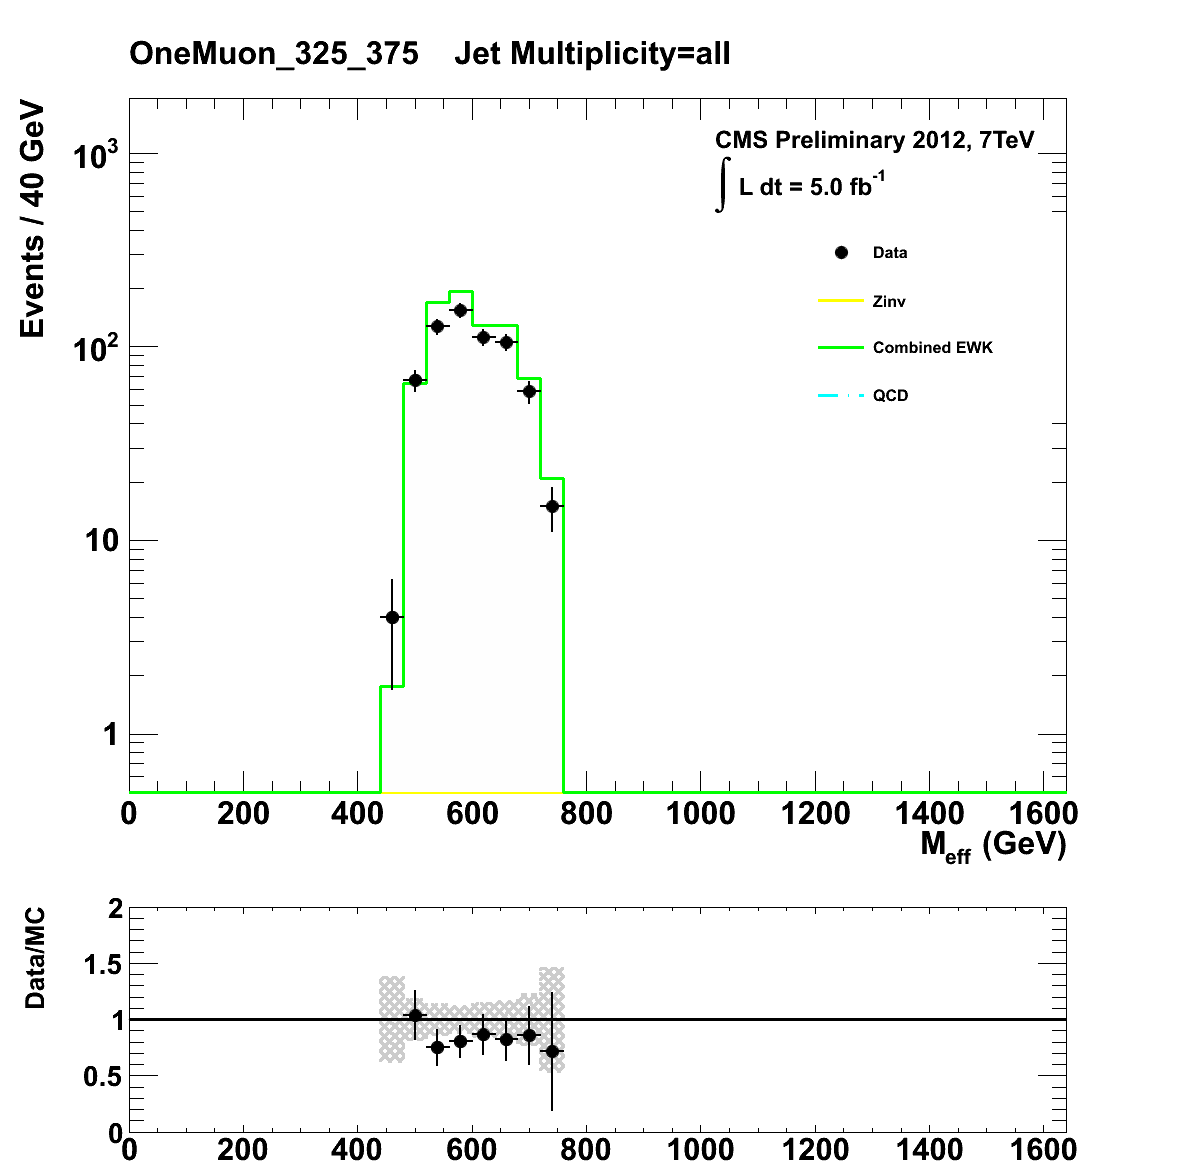 OneMuon_325_375 Jet Multiplicity=all
Events / 40 GeV
CMS Preliminary 2012, 7TeV
∫ L dt = 5.0 fb⁻¹
Data
Zinv
Combined EWK
QCD
10³
10²
10
1
0 200 400 600 800 1000 1200 1400 1600
M_eff (GeV)
Data/MC
2
1.5
1
0.5
0
0 200 400 600 800 1000 1200 1400 1600